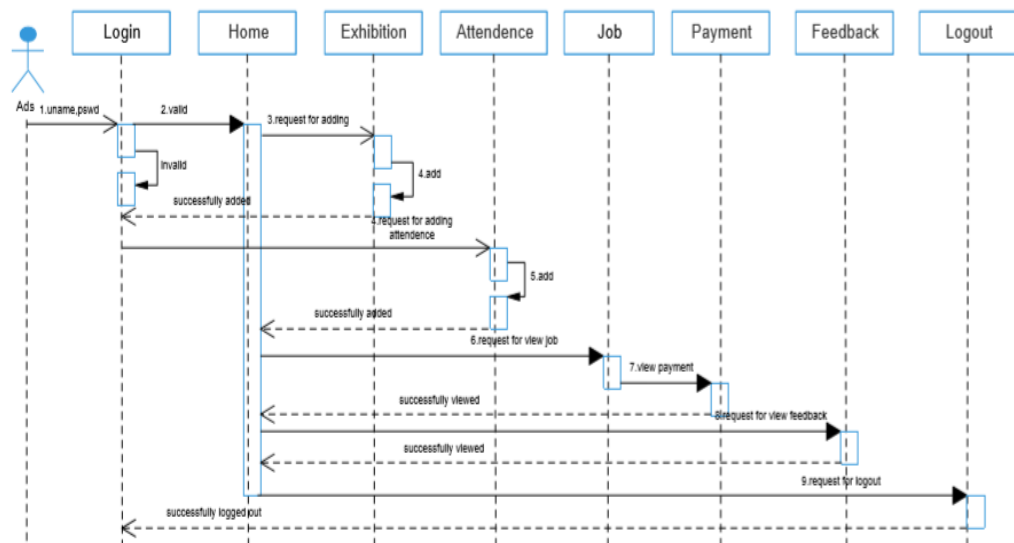 Login
Home
Exhibition
Attendence
Job
Payment
Feedback
Logout
Ads
1.uname,pswd
2.valid
3.request for adding
invalid
4.add
successfully added
4.request for adding
attendence
5.add
successfully added
6.request for view job
7.view payment
successfully viewed
8.request for view feedback
successfully viewed
9.request for logout
successfully logged out